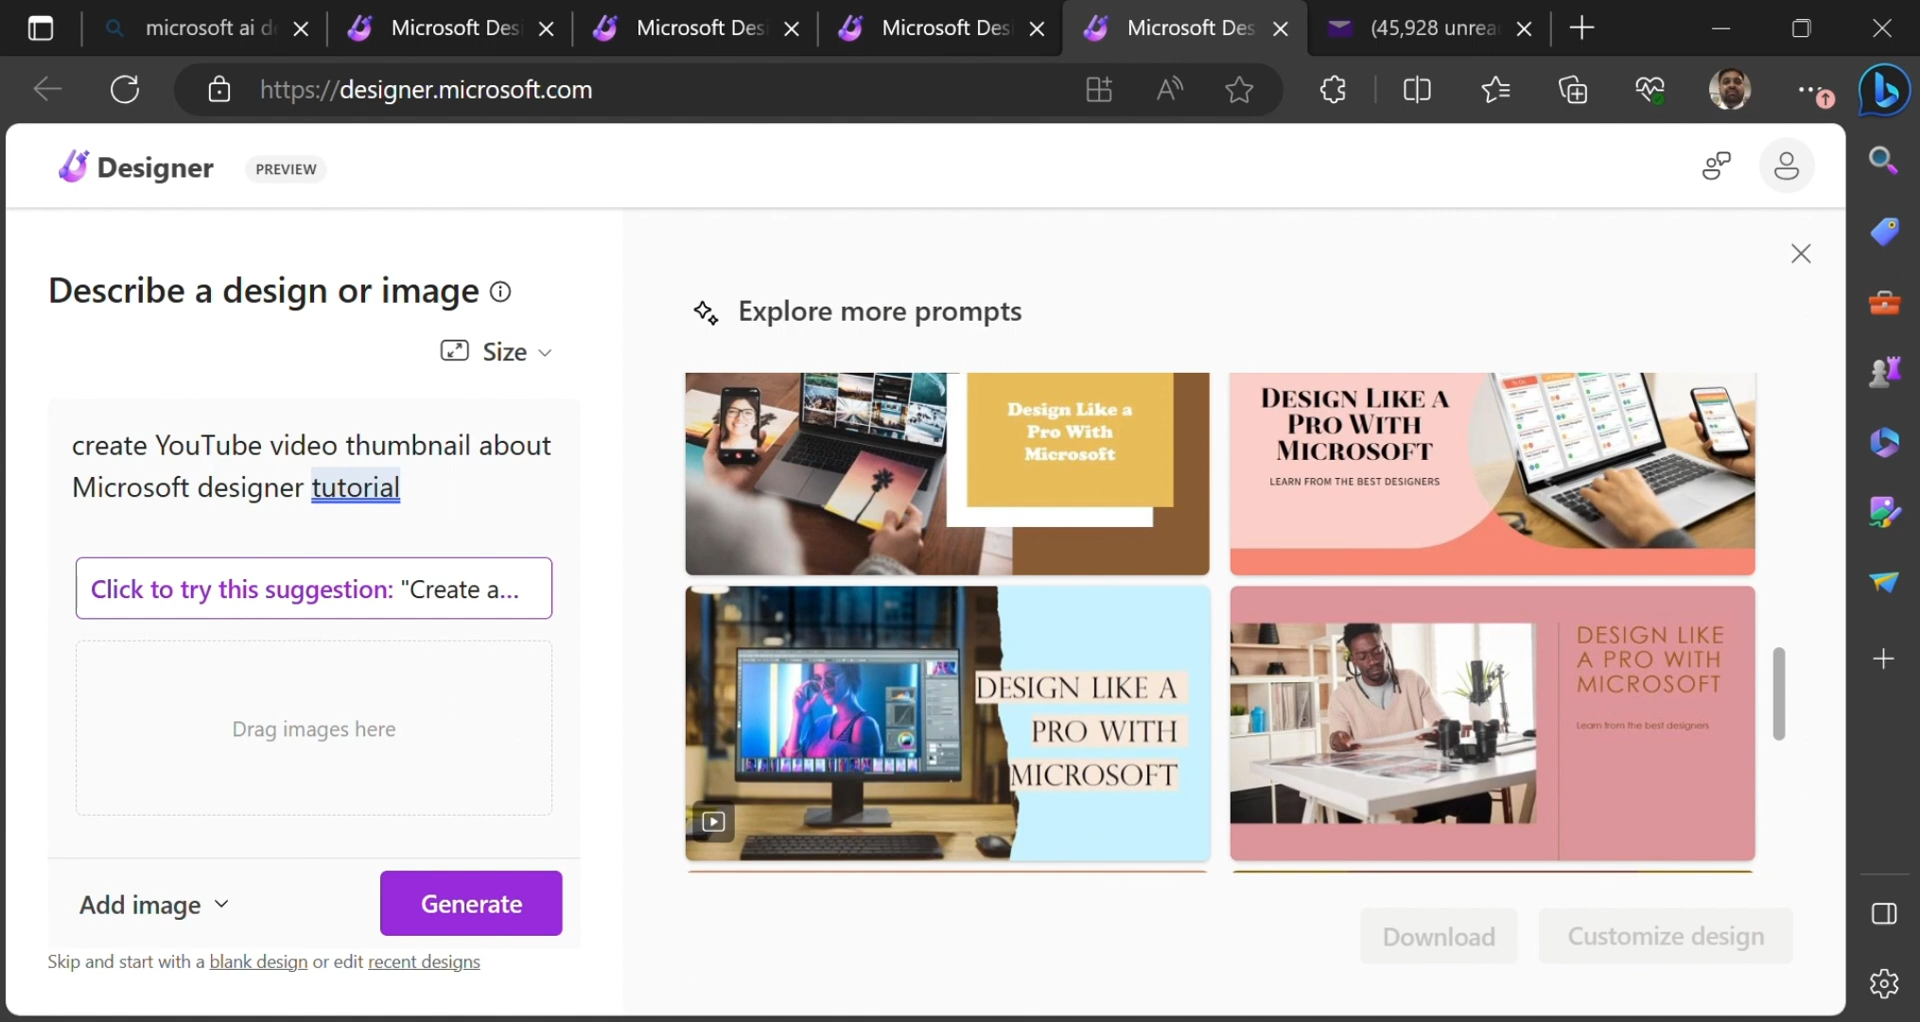 microsoft ai d
Microsoft Des
Microsoft Des
Microsoft Des
Microsoft Des
(45,928 unrea
https://designer.microsoft.com
Designer
PREVIEW
Describe a design or image
Size
create YouTube video thumbnail about
Microsoft designer tutorial
Click to try this suggestion: "Create a...
Drag images here
Add image
Generate
Skip and start with a blank design or edit recent designs
Explore more prompts
Design Like a
Pro With
Microsoft
DESIGN LIKE A
PRO WITH
MICROSOFT
LEARN FROM THE BEST DESIGNERS
DESIGN LIKE A
PRO WITH
MICROSOFT
DESIGN LIKE
A PRO WITH
MICROSOFT
Learn from the best designers
Download
Customize design